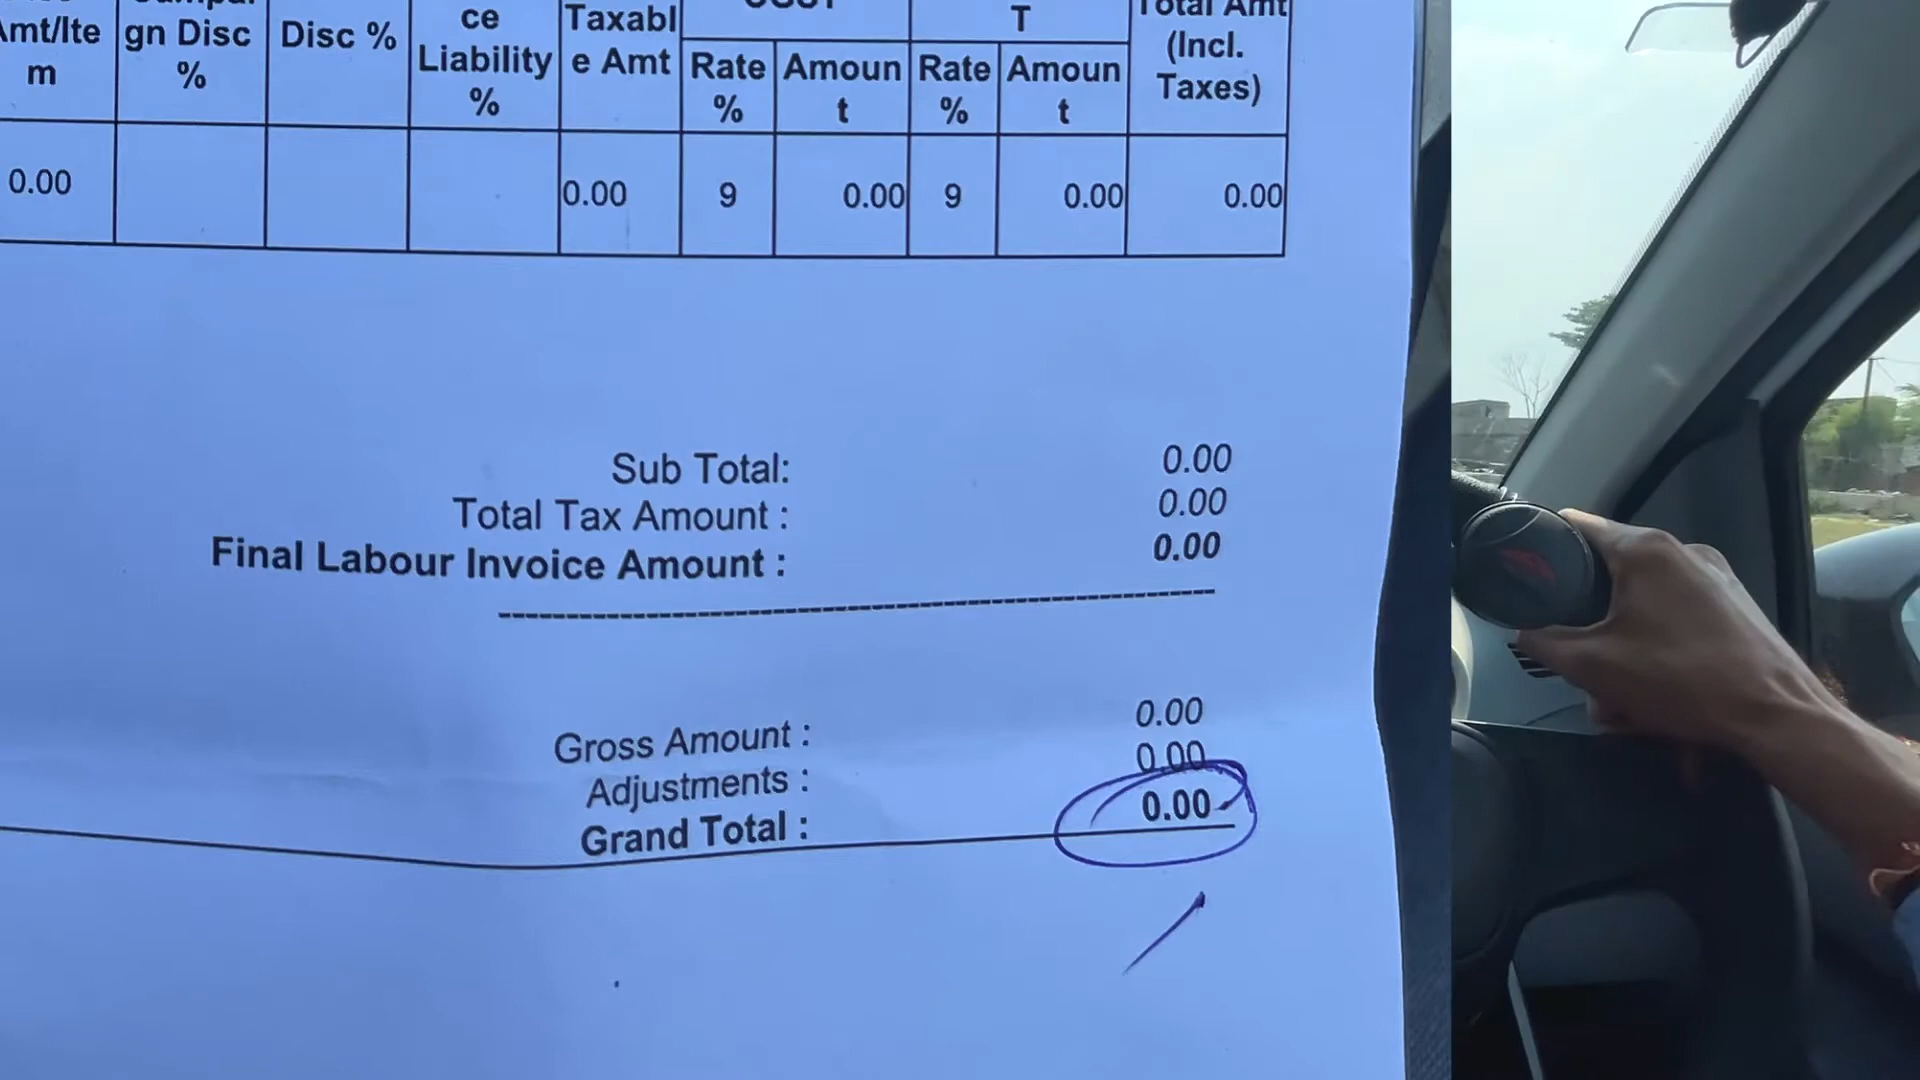 Amt/Ite
m
gn Disc
%
Disc %
ce
Liability
%
Taxabl
e Amt
Rate
%
Amoun
t
T
Rate
%
Amoun
t
Total Amt
(Incl.
Taxes)
0.00 0.00 9 0.00 9 0.00 0.00
Sub Total: 0.00
Total Tax Amount : 0.00
Final Labour Invoice Amount : 0.00
Gross Amount : 0.00
Adjustments : 0.00
Grand Total : 0.00